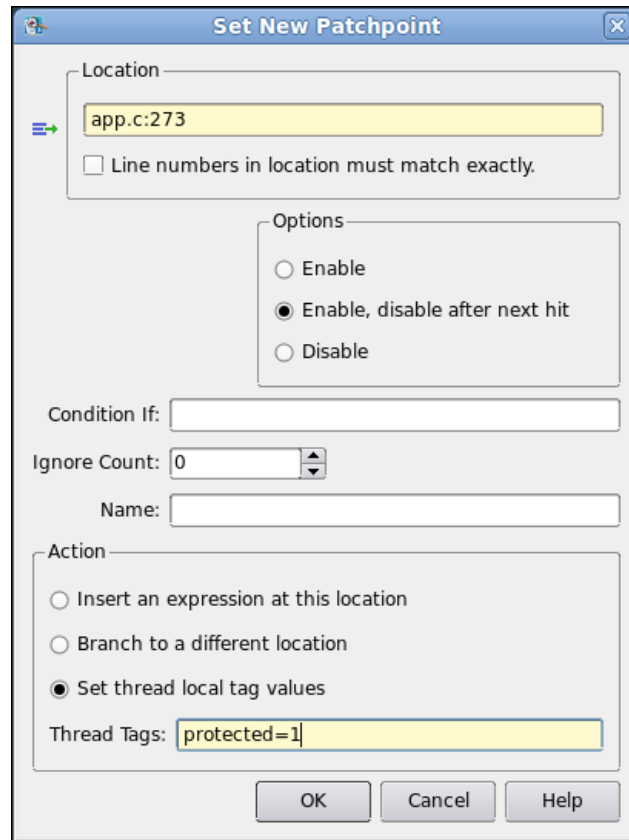 Set New Patchpoint
Location
app.c:273
Line numbers in location must match exactly.
Options
Enable
Enable, disable after next hit
Disable
Condition If:
Ignore Count: 0
Name:
Action
Insert an expression at this location
Branch to a different location
Set thread local tag values
Thread Tags: protected=1
OK Cancel Help